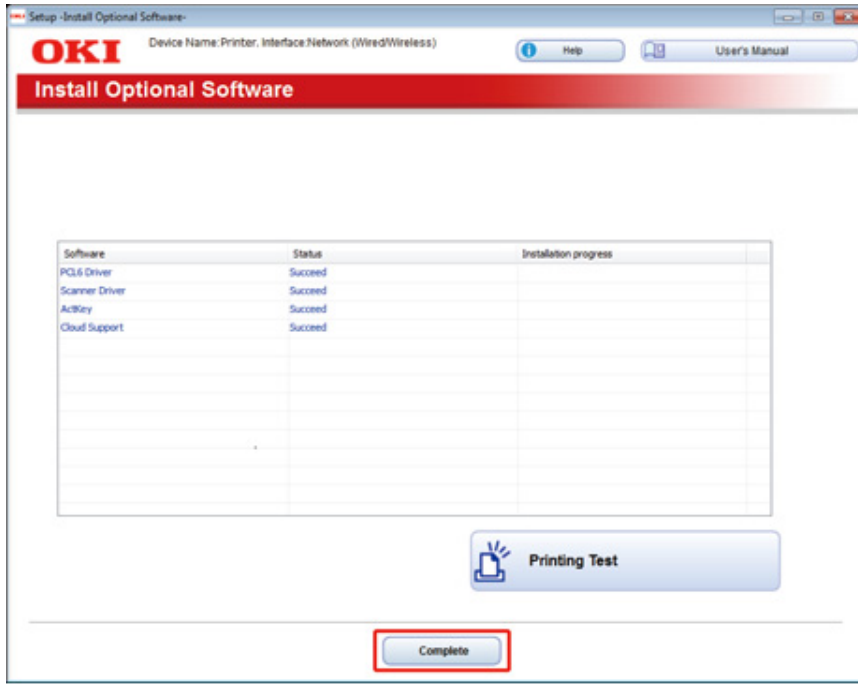 Setup -Install Optional Software-
OKI
Device Name:Printer. Interface:Network (Wired/Wireless)
Help
User's Manual
Install Optional Software
Software Status Installation progress
PCL6 Driver Succeed
Scanner Driver Succeed
ActKey Succeed
Cloud Support Succeed
Printing Test
Complete